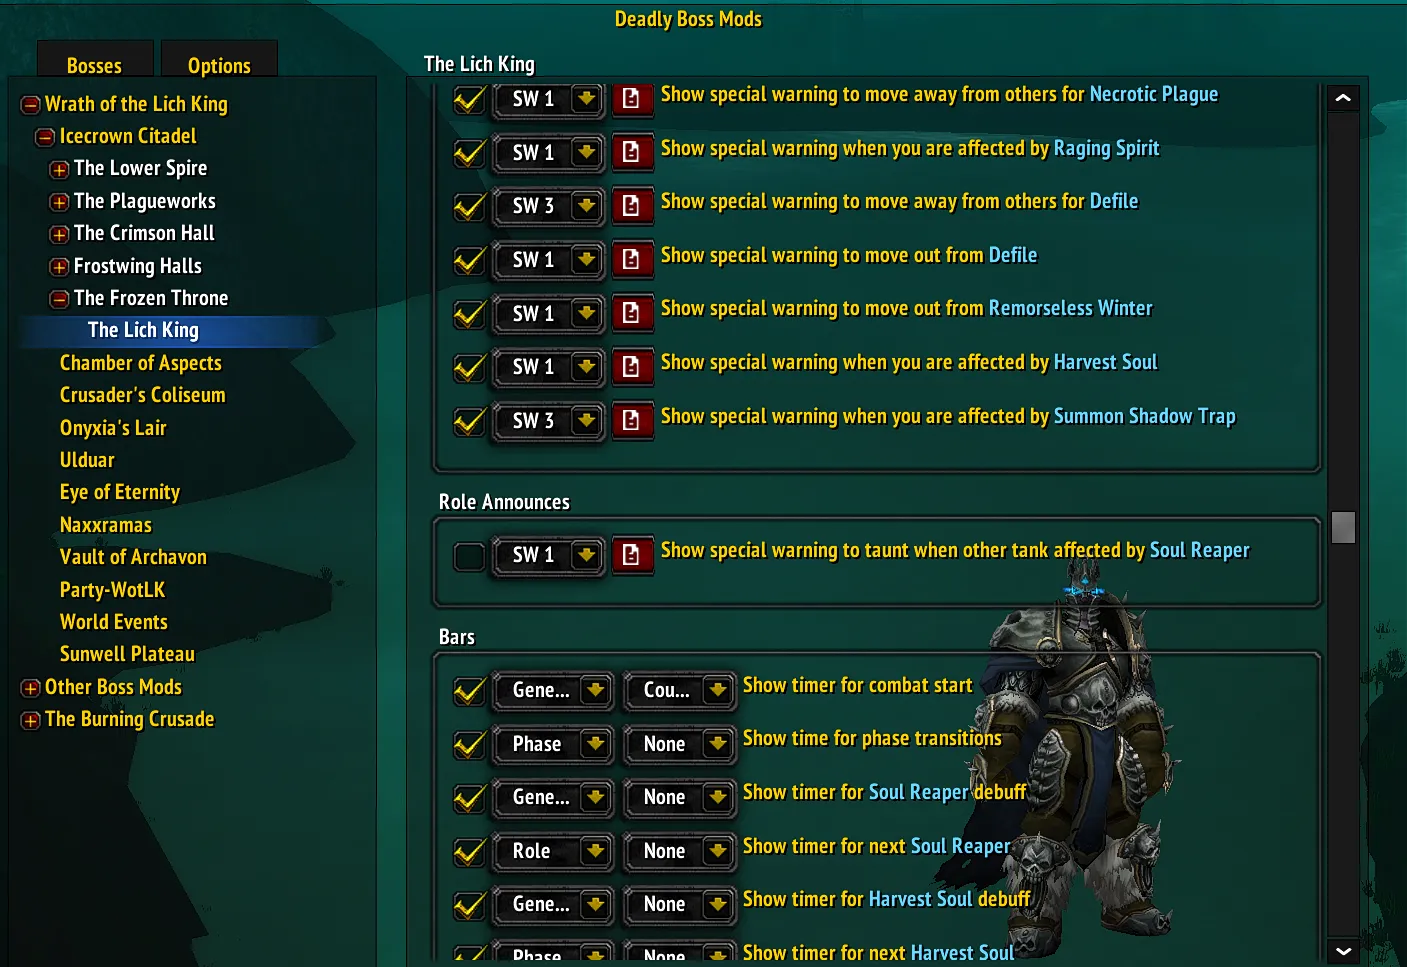 Deadly Boss Mods
Bosses
Options
Wrath of the Lich King
Icecrown Citadel
The Lower Spire
The Plagueworks
The Crimson Hall
Frostwing Halls
The Frozen Throne
The Lich King
Chamber of Aspects
Crusader's Coliseum
Onyxia's Lair
Ulduar
Eye of Eternity
Naxxramas
Vault of Archavon
Party-WotLK
World Events
Sunwell Plateau
Other Boss Mods
The Burning Crusade
The Lich King
SW 1 Show special warning to move away from others for Necrotic Plague
SW 1 Show special warning when you are affected by Raging Spirit
SW 3 Show special warning to move away from others for Defile
SW 1 Show special warning to move out from Defile
SW 1 Show special warning to move out from Remorseless Winter
SW 1 Show special warning when you are affected by Harvest Soul
SW 3 Show special warning when you are affected by Summon Shadow Trap
Role Announces
SW 1 Show special warning to taunt when other tank affected by Soul Reaper
Bars
Gene... Cou... Show timer for combat start
Phase None Show time for phase transitions
Gene... None Show timer for Soul Reaper debuff
Role None Show timer for next Soul Reaper
Gene... None Show timer for Harvest Soul debuff
Phase None Show timer for next Harvest Soul